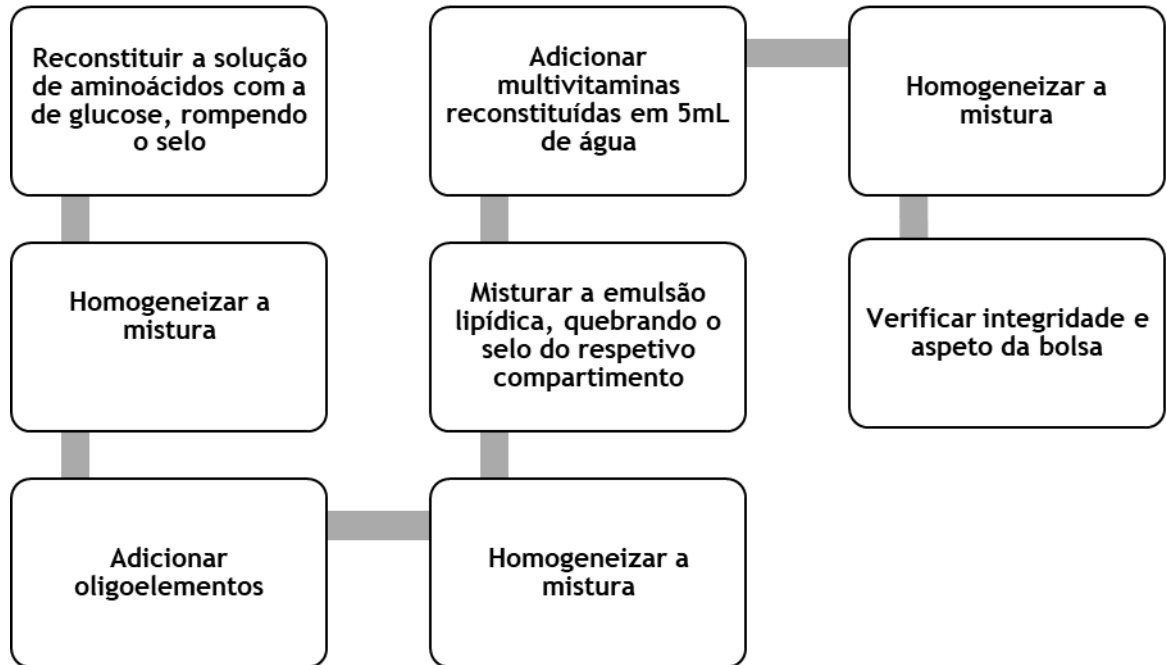 Reconstituir a solução
de aminoácidos com a
de glucose, rompendo
o selo
Homogeneizar a
mistura
Adicionar
oligoelementos
Homogeneizar a
mistura
Misturar a emulsão
lipídica, quebrando o
selo do respetivo
compartimento
Adicionar
multivitaminas
reconstituídas em 5mL
de água
Homogeneizar a
mistura
Verificar integridade e
aspeto da bolsa